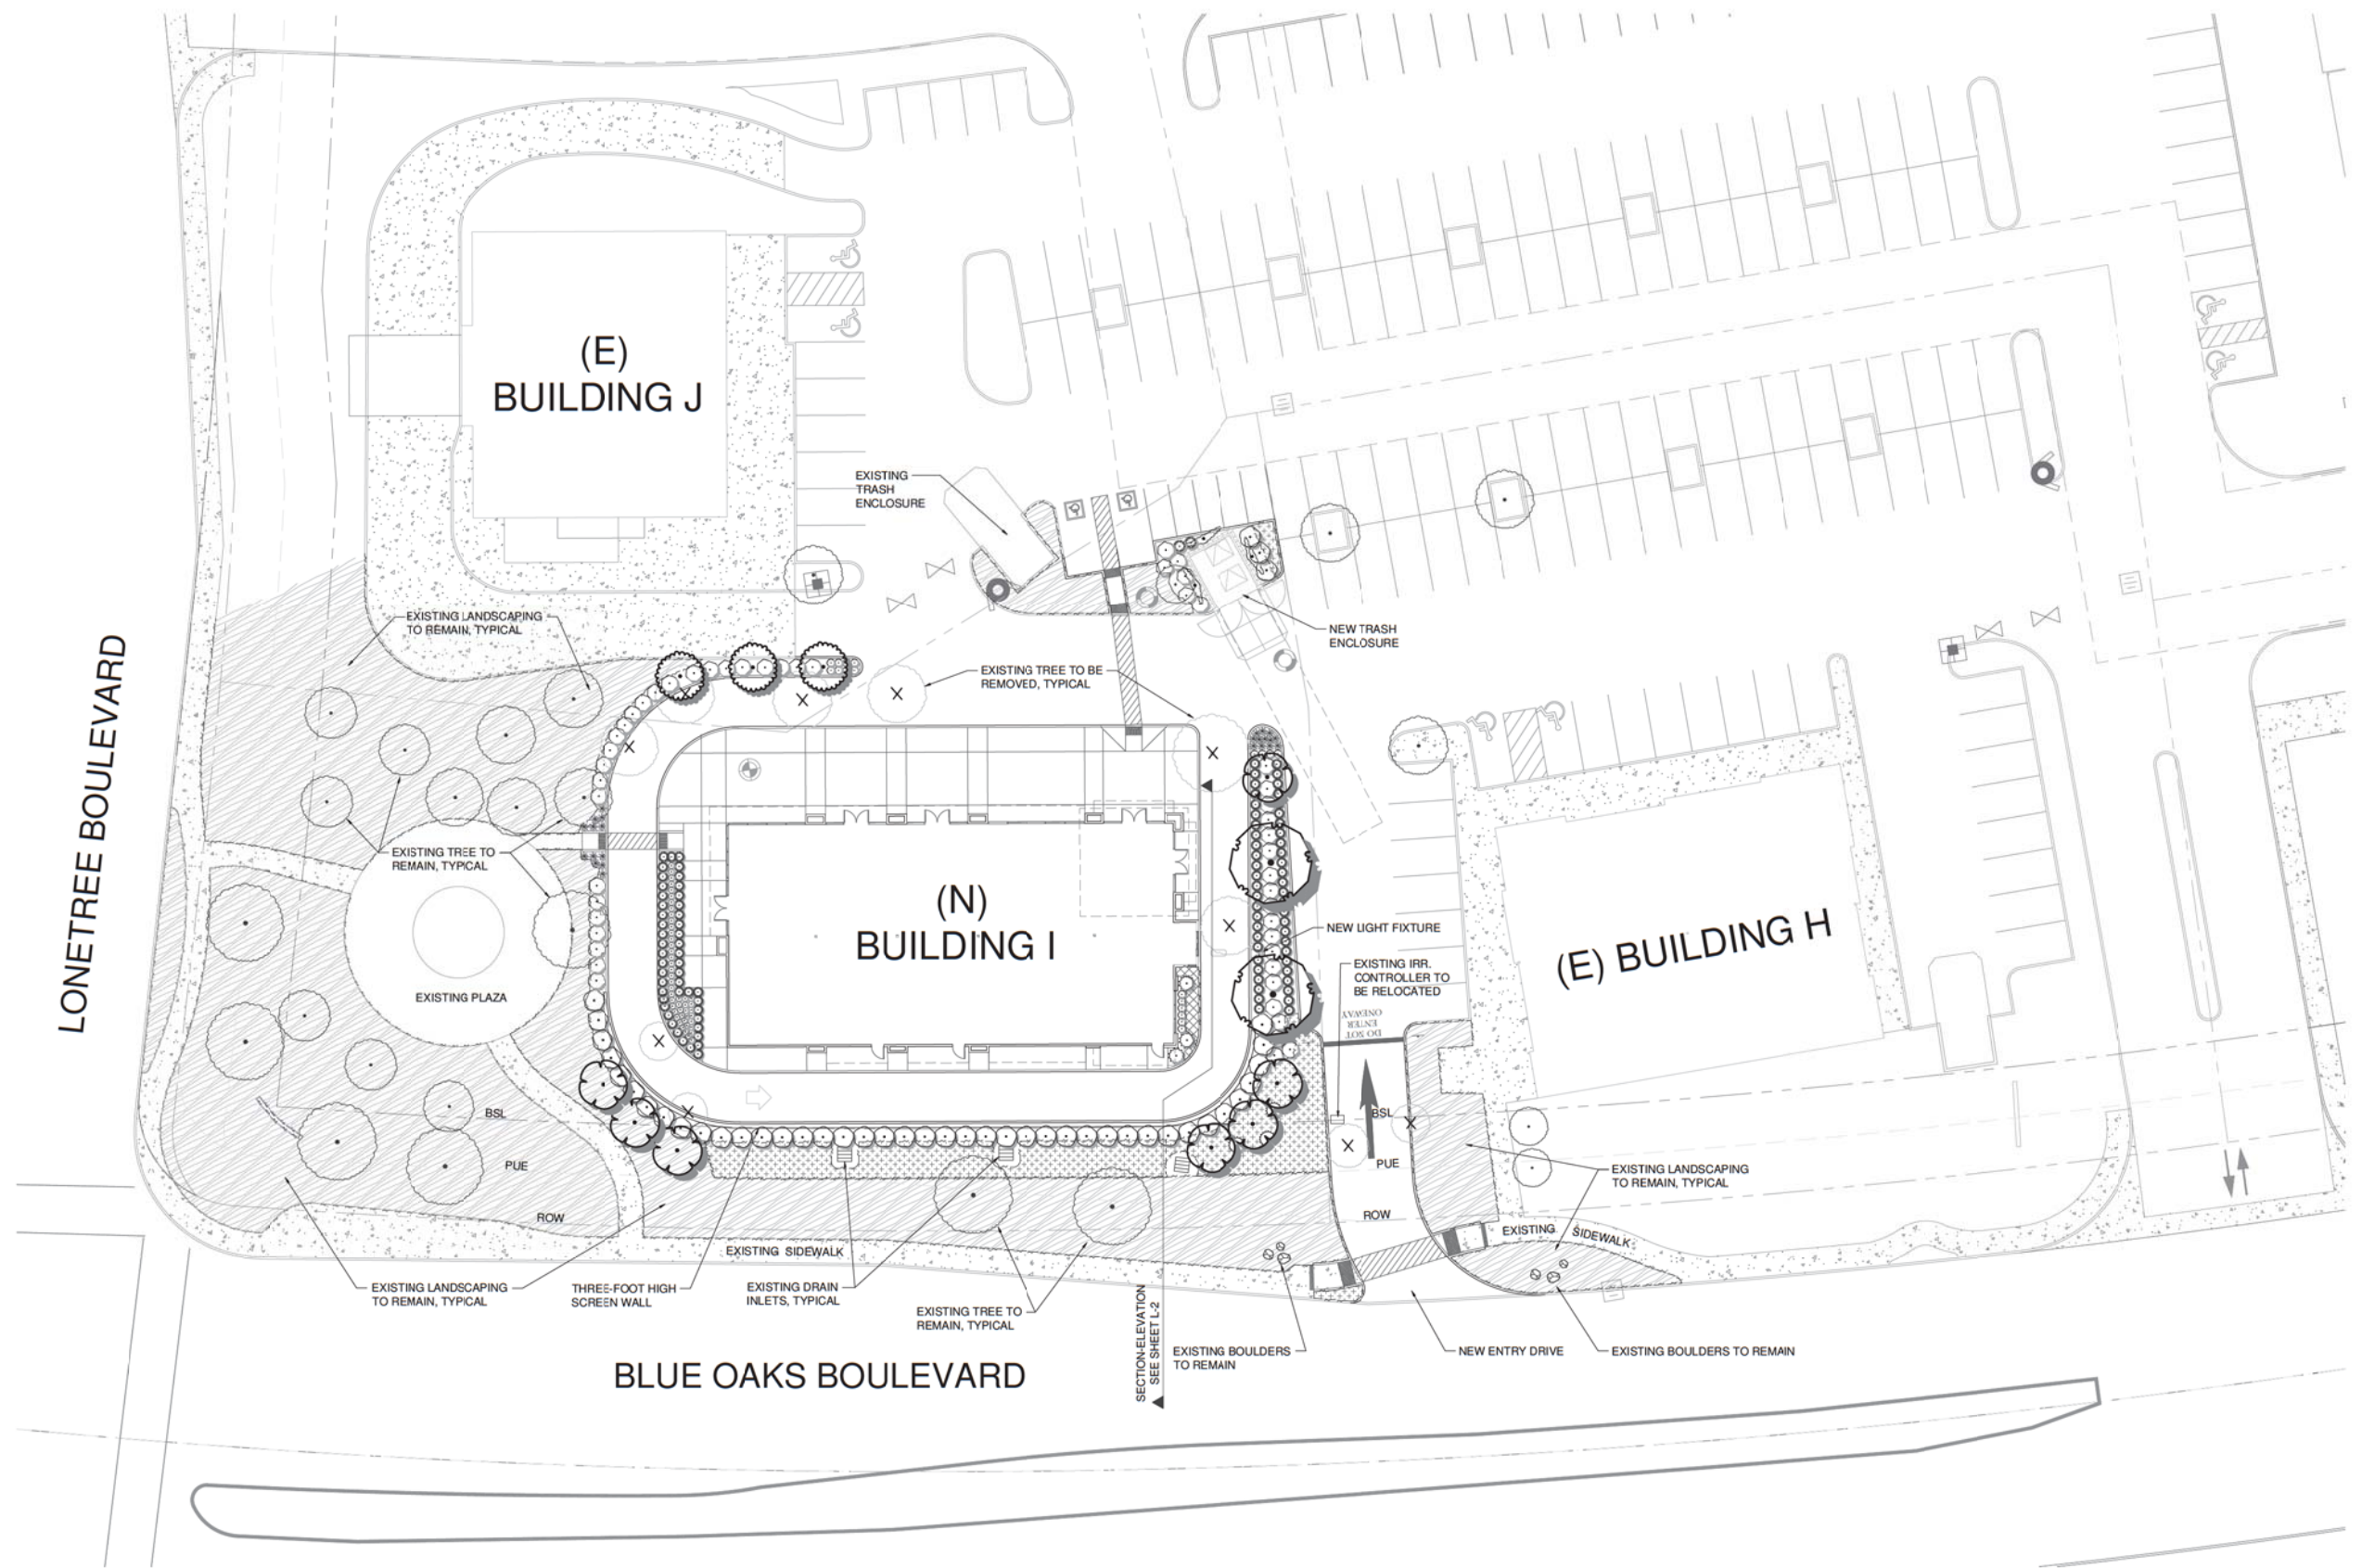 (E)
BUILDING J
EXISTING
TRASH
ENCLOSURE
EXISTING LANDSCAPING
TO REMAIN, TYPICAL
NEW TRASH
ENCLOSURE
EXISTING TREE TO BE
REMOVED, TYPICAL
LONETREE BOULEVARD
EXISTING TREE TO
REMAIN, TYPICAL
(N)
BUILDING I
NEW LIGHT FIXTURE
(E) BUILDING H
EXISTING IRR.
CONTROLLER TO
BE RELOCATED
EXISTING PLAZA
DO NOT
ENTER
ONEWAY
BSL
BSL
PUE
PUE
EXISTING LANDSCAPING
TO REMAIN, TYPICAL
ROW
ROW
EXISTING SIDEWALK
EXISTING SIDEWALK
EXISTING LANDSCAPING
TO REMAIN, TYPICAL
THREE-FOOT HIGH
SCREEN WALL
EXISTING DRAIN
INLETS, TYPICAL
EXISTING TREE TO
REMAIN, TYPICAL
SECTION-ELEVATION
SEE SHEET L-2
EXISTING BOULDERS
TO REMAIN
NEW ENTRY DRIVE
EXISTING BOULDERS TO REMAIN
BLUE OAKS BOULEVARD